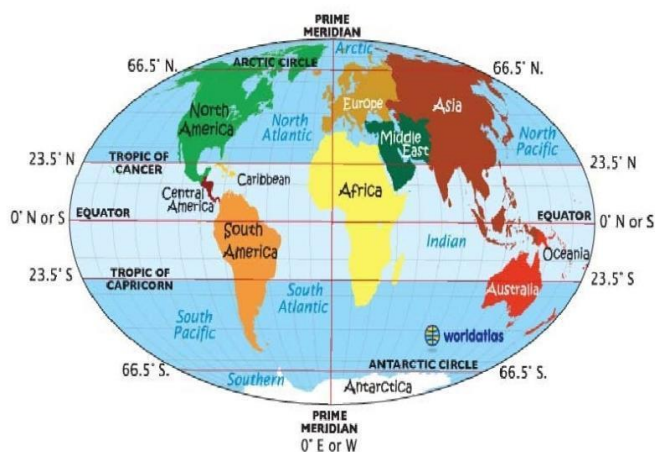 PRIME
MERIDIAN
Arctic
66.5° N.
ARCTIC CIRCLE
66.5° N.
North
America
Europe
Asia
North
Atlantic
Middle
East
North
Pacific
23.5° N
TROPIC OF
CANCER
23.5° N
Caribbean
Central
America
Africa
0° N or S
EQUATOR
EQUATOR
0° N or S
South
America
Indian
Oceania
23.5° S
TROPIC OF
CAPRICORN
23.5° S
South
Atlantic
Australia
South
Pacific
worldatlas
66.5° S.
ANTARCTIC CIRCLE
66.5° S.
Southern
Antarctica
PRIME
MERIDIAN
0° E or W